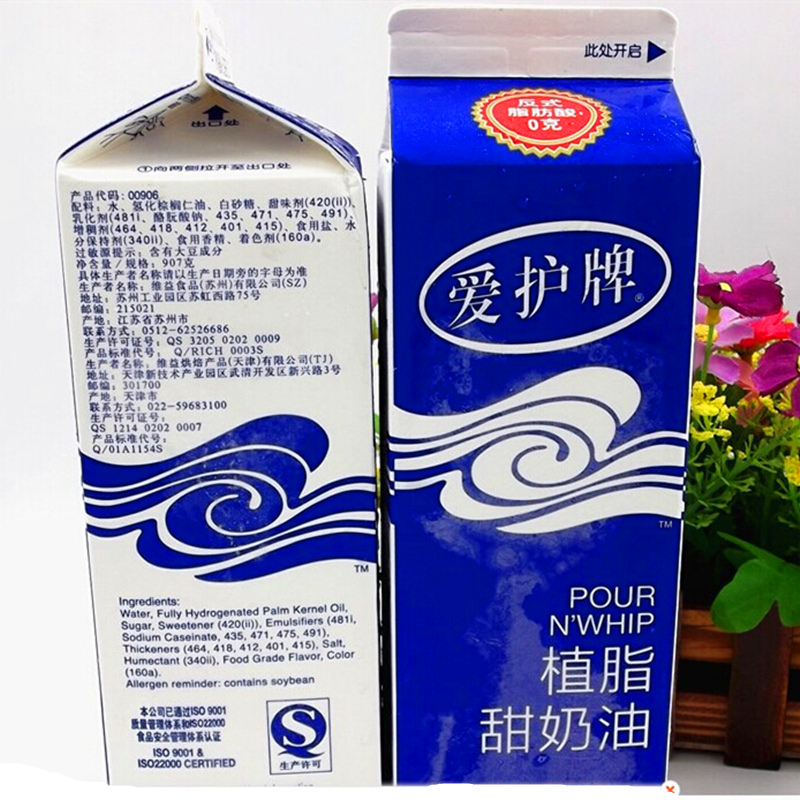 出口处
①向两侧拉开至出口处
产品代码: 00906
配料: 水、氢化棕榈仁油、白砂糖、甜味剂(420(ii))、
乳化剂(481i、酪朊酸钠、435、471、475、491)、
增稠剂(464、418、412、401、415)、食用盐、水
分保持剂(340ii)、食用香精、着色剂(160a)。
过敏源提示: 含有大豆成分
净含量/规格: 907克
具体生产者名称请以生产日期旁的字母为准
生产者名称: 维益食品(苏州)有限公司(SZ)
地址: 苏州工业园区苏虹西路75号
邮编: 215021
产地: 江苏省苏州市
联系方式: 0512-62526686
生产许可证号: QS 3205 0202 0009
产品标准代号: Q/RICH 0003S
生产者名称: 维益烘焙产品(天津)有限公司(TJ)
地址: 天津新技术产业园区武清开发区新兴路3号
邮编: 301700
产地: 天津市
联系方式: 022-59683100
生产许可证号:
QS 1214 0202 0007
产品标准代号:
Q/01A1154S
TM
Ingredients:
Water, Fully Hydrogenated Palm Kernel Oil,
Sugar, Sweetener (420(ii)), Emulsifiers (481i,
Sodium Caseinate, 435, 471, 475, 491),
Thickeners (464, 418, 412, 401, 415), Salt,
Humectant (340ii), Food Grade Flavor, Color
(160a).
Allergen reminder: contains soybean
本公司已通过ISO 9001
质量管理体系和ISO22000
食品安全管理体系认证
ISO 9001 &
ISO22000 CERTIFIED
生产许可
此处开启
反式
脂肪酸·
0克
爱护牌®
TM
POUR
N'WHIP
植脂
甜奶油